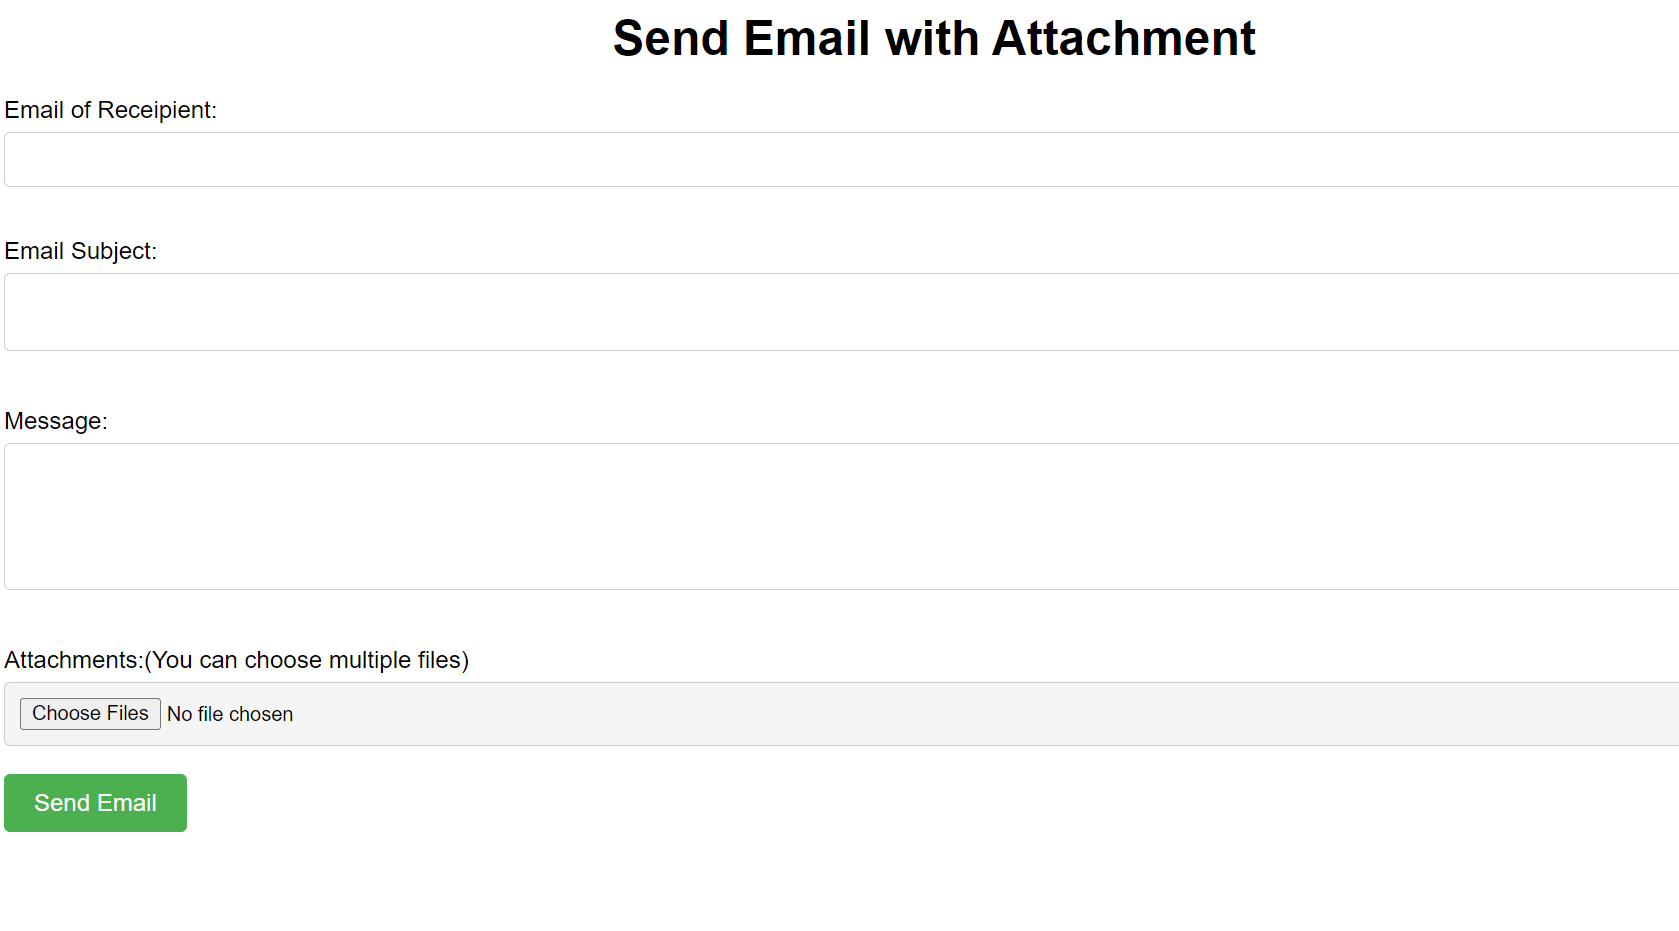 Send Email with Attachment
Email of Receipient:
Email Subject:
Message:
Attachments:(You can choose multiple files)
Choose Files No file chosen
Send Email